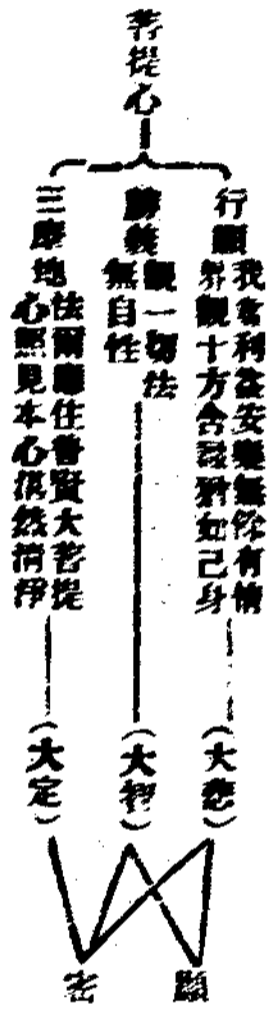 菩提心
行願
我當利益安樂無餘有情
界觀十方含識猶如己身
(大悲)
勝義
觀一切法
無自性
(大智)
三摩地
法爾應住普賢大菩提
心照見本心湛然清淨
(大定)
顯
密